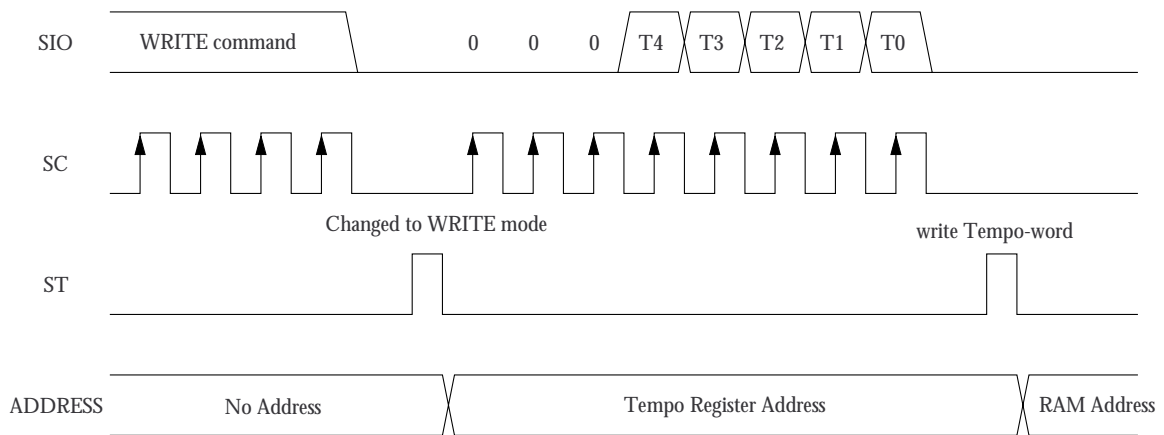 SIO WRITE command 0 0 0 T4 T3 T2 T1 T0
SC
Changed to WRITE mode write Tempo-word
ST
ADDRESS No Address Tempo Register Address RAM Address